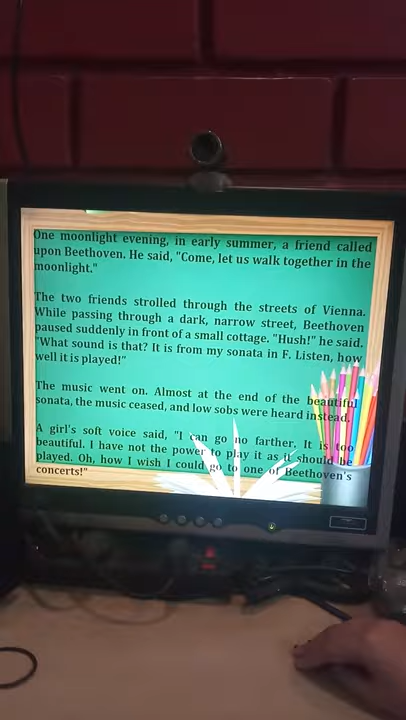 One moonlight evening, in early summer, a friend called
upon Beethoven. He said, "Come, let us walk together in the
moonlight."
The two friends strolled through the streets of Vienna.
While passing through a dark, narrow street, Beethoven
paused suddenly in front of a small cottage. "Hush!" he said.
"What sound is that? It is from my sonata in F. Listen, how
well it is played!"
The music went on. Almost at the end of the beautiful
sonata, the music ceased, and low sobs were heard instead.
A girl's soft voice said, "I can go no farther. It is too
beautiful. I have not the power to play it as it should be
played. Oh, how I wish I could go to one of Beethoven's
concerts!"